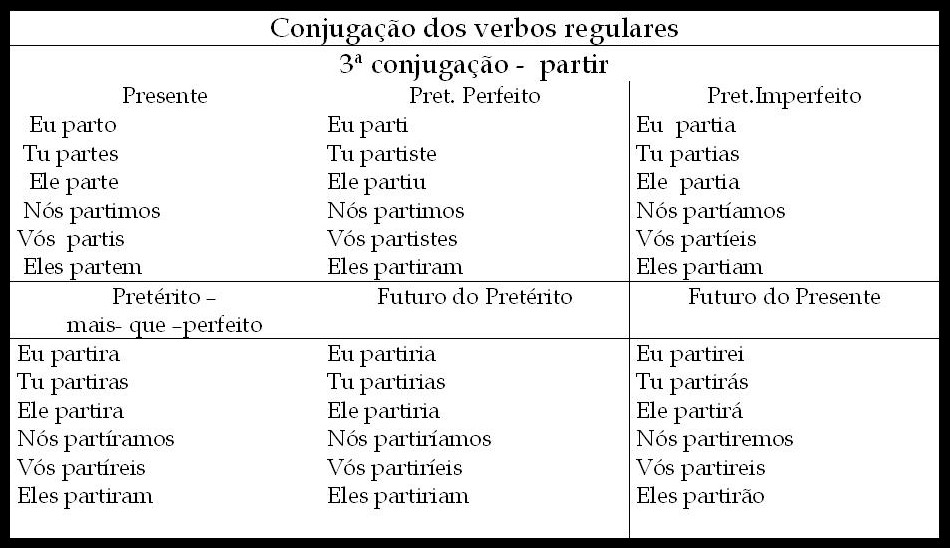 Conjugação dos verbos regulares
3ª conjugação - partir
Presente
Eu parto
Tu partes
Ele parte
Nós partimos
Vós partis
Eles partem
Pret. Perfeito
Eu parti
Tu partiste
Ele partiu
Nós partimos
Vós partistes
Eles partiram
Pret.Imperfeito
Eu partia
Tu partias
Ele partia
Nós partíamos
Vós partíeis
Eles partiam
Pretérito –
mais- que –perfeito
Eu partira
Tu partiras
Ele partira
Nós partíramos
Vós partíreis
Eles partiram
Futuro do Pretérito
Eu partiria
Tu partirias
Ele partiria
Nós partiríamos
Vós partiríeis
Eles partiriam
Futuro do Presente
Eu partirei
Tu partirás
Ele partirá
Nós partiremos
Vós partireis
Eles partirão